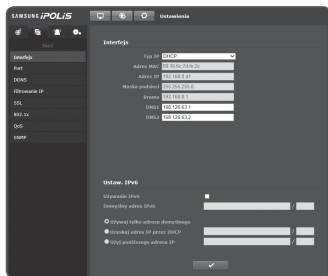 SAMSUNG iPOLiS
Ustawienia
Sieć
Interfejs
Port
DDNS
Filtrowanie IP
SSL
802.1x
QoS
SNMP
Interfejs
Typ IP DHCP
Adres MAC
Adres IP 192.168.0.41
Maska podsieci 255.255.255.0
Brama 192.168.0.1
DNS1 168.126.63.1
DNS2 168.126.63.2
Ustaw. IPv6
Używanie IPv6
Domyślny adres IPv6 /
Używaj tylko adresu domyślnego
Uzyskaj adres IP przez DHCP /
Użyj poniższego adresu IP /